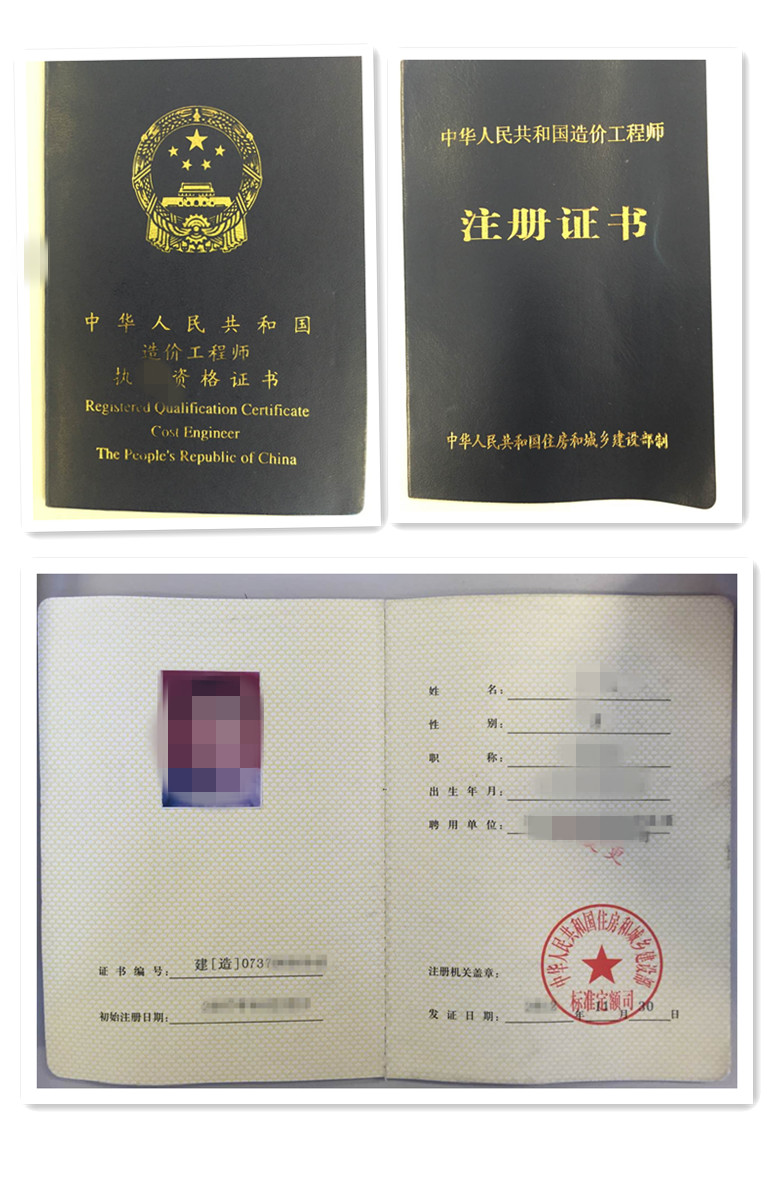 中华人民共和国
造价工程师
执 资格证书
Registered Qualification Certificate
Cost Engineer
The People's Republic of China
中华人民共和国造价工程师
注册证书
中华人民共和国住房和城乡建设部制
证书编号: 建[造]0737
初始注册日期:
姓名:
性别:
职称:
出生年月:
聘用单位:
变更
注册机关盖章:
中华人民共和国住房和城乡建设部
标准定额司
发证日期: 年11月30日